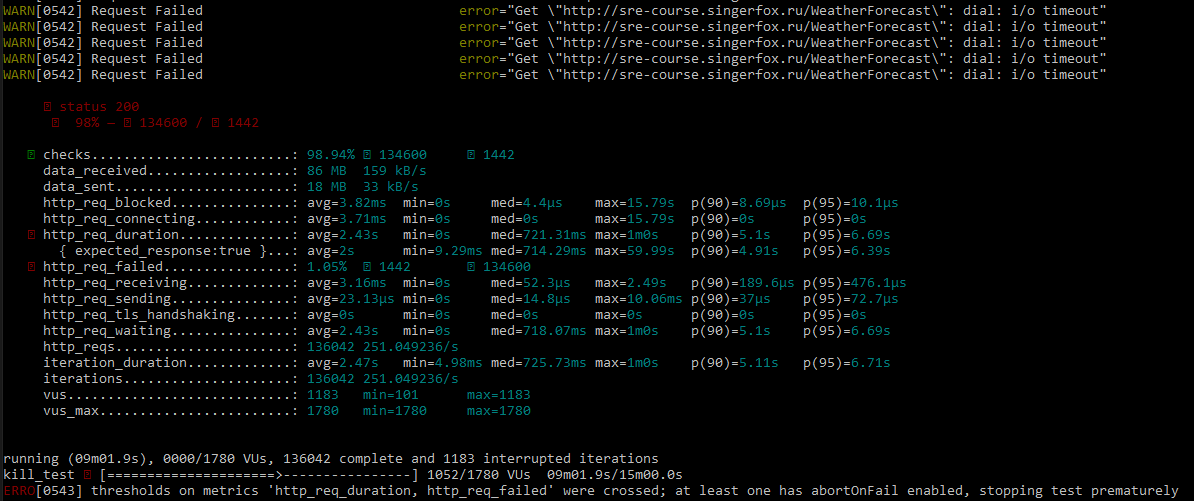 WARN[0542] Request Failed error="Get \"http://sre-course.singerfox.ru/WeatherForecast\": dial: i/o timeout"
WARN[0542] Request Failed error="Get \"http://sre-course.singerfox.ru/WeatherForecast\": dial: i/o timeout"
WARN[0542] Request Failed error="Get \"http://sre-course.singerfox.ru/WeatherForecast\": dial: i/o timeout"
WARN[0542] Request Failed error="Get \"http://sre-course.singerfox.ru/WeatherForecast\": dial: i/o timeout"
WARN[0542] Request Failed error="Get \"http://sre-course.singerfox.ru/WeatherForecast\": dial: i/o timeout"
status 200
98% — 134600 / 1442
checks.........................: 98.94% 134600 1442
data_received..................: 86 MB 159 kB/s
data_sent......................: 18 MB 33 kB/s
http_req_blocked...............: avg=3.82ms min=0s med=4.4µs max=15.79s p(90)=8.69µs p(95)=10.1µs
http_req_connecting............: avg=3.71ms min=0s med=0s max=15.79s p(90)=0s p(95)=0s
http_req_duration..............: avg=2.43s min=0s med=721.31ms max=1m0s p(90)=5.1s p(95)=6.69s
{ expected_response:true }...: avg=2s min=9.29ms med=714.29ms max=59.99s p(90)=4.91s p(95)=6.39s
http_req_failed................: 1.05% 1442 134600
http_req_receiving.............: avg=3.16ms min=0s med=52.3µs max=2.49s p(90)=189.6µs p(95)=476.1µs
http_req_sending...............: avg=23.13µs min=0s med=14.8µs max=10.06ms p(90)=37µs p(95)=72.7µs
http_req_tls_handshaking.......: avg=0s min=0s med=0s max=0s p(90)=0s p(95)=0s
http_req_waiting...............: avg=2.43s min=0s med=718.07ms max=1m0s p(90)=5.1s p(95)=6.69s
http_reqs......................: 136042 251.049236/s
iteration_duration.............: avg=2.47s min=4.98ms med=725.73ms max=1m0s p(90)=5.11s p(95)=6.71s
iterations.....................: 136042 251.049236/s
vus............................: 1183 min=101 max=1183
vus_max........................: 1780 min=1780 max=1780
running (09m01.9s), 0000/1780 VUs, 136042 complete and 1183 interrupted iterations
kill_test [=====================>----------------] 1052/1780 VUs 09m01.9s/15m00.0s
ERRO[0543] thresholds on metrics 'http_req_duration, http_req_failed' were crossed; at least one has abortOnFail enabled, stopping test prematurely